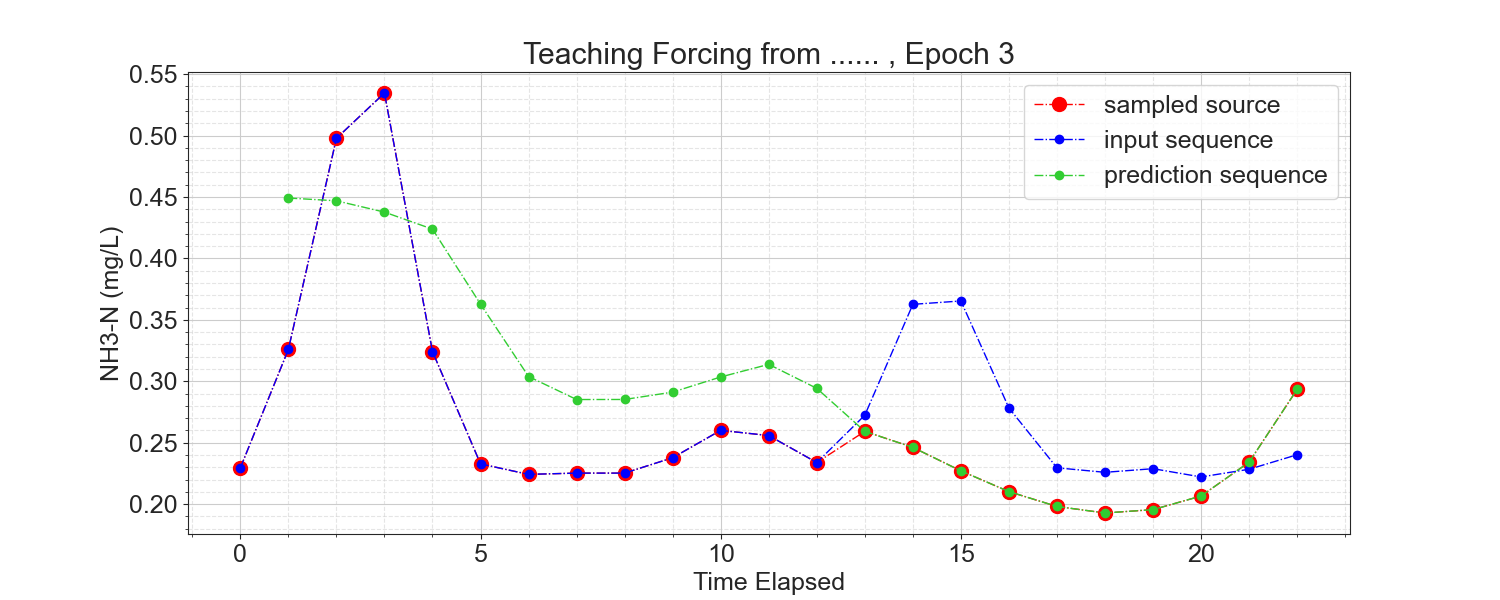 Teaching Forcing from ...... , Epoch 3
sampled source
input sequence
prediction sequence
NH3-N (mg/L)
0.55
0.50
0.45
0.40
0.35
0.30
0.25
0.20
0 5 10 15 20
Time Elapsed